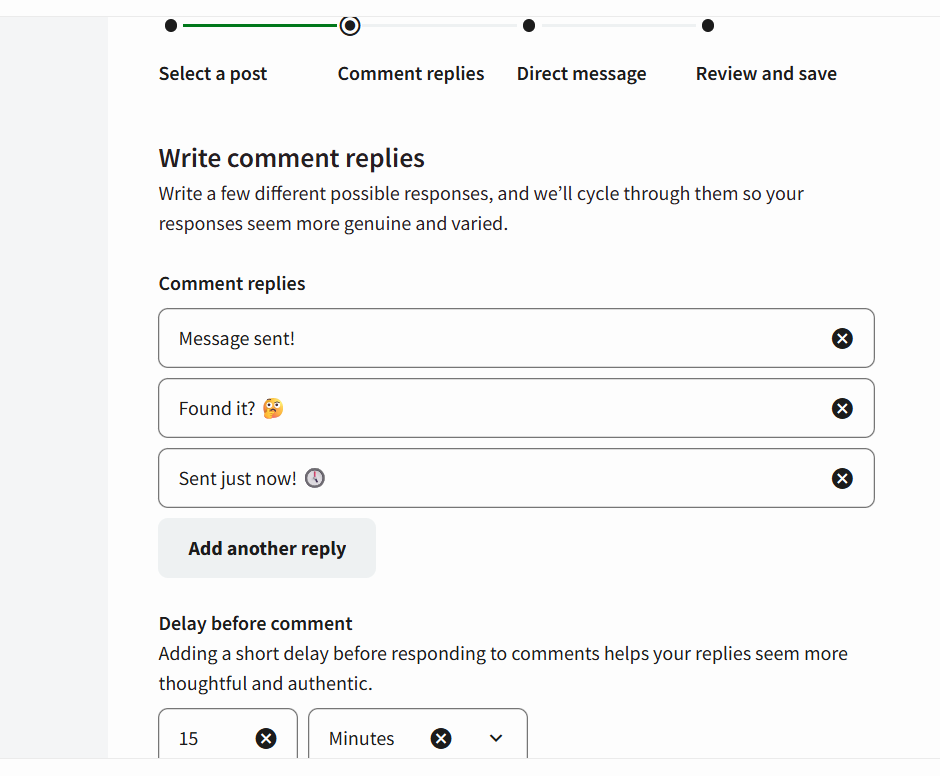 Select a post
Comment replies
Direct message
Review and save
Write comment replies
Write a few different possible responses, and we’ll cycle through them so your
responses seem more genuine and varied.
Comment replies
Message sent!
Found it? 🤔
Sent just now! 🕔
Add another reply
Delay before comment
Adding a short delay before responding to comments helps your replies seem more
thoughtful and authentic.
15
Minutes